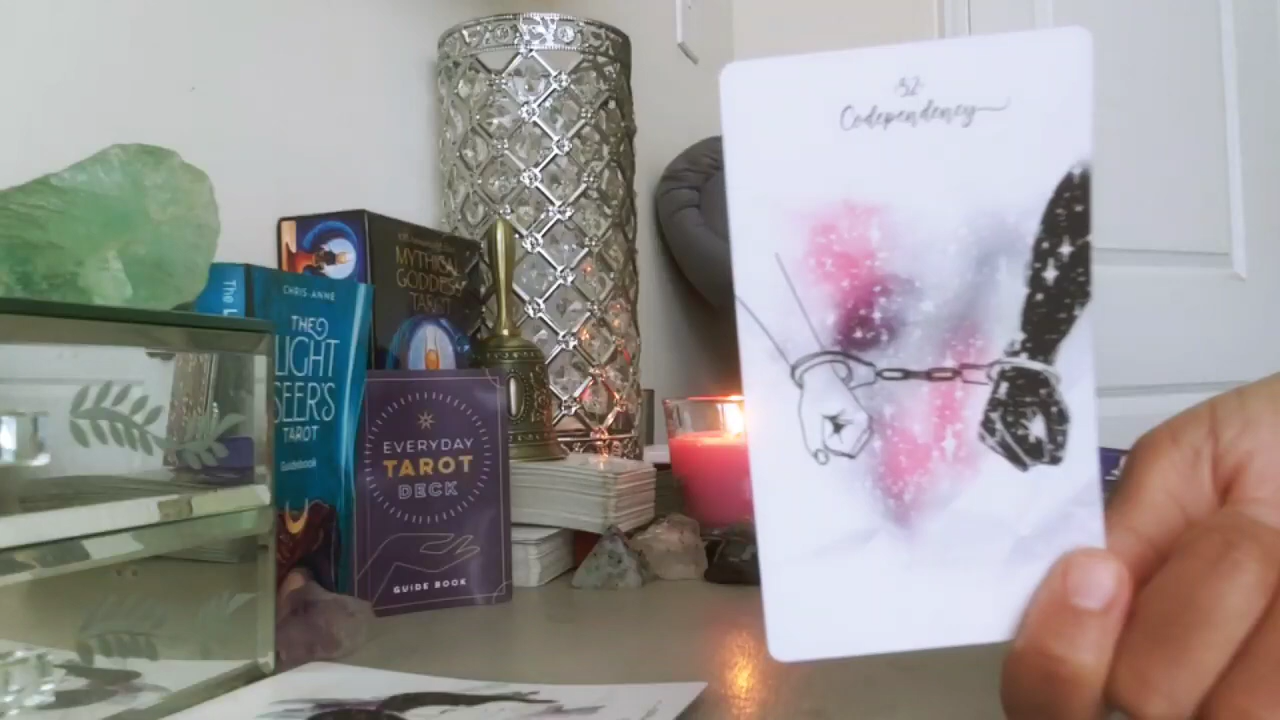 32
Codependency
CHRIS-ANNE
THE
LIGHT
SEER'S
TAROT
Guidebook
MYTHICAL
GODDESS
TAROT
EVERYDAY
TAROT
DECK
GUIDE BOOK